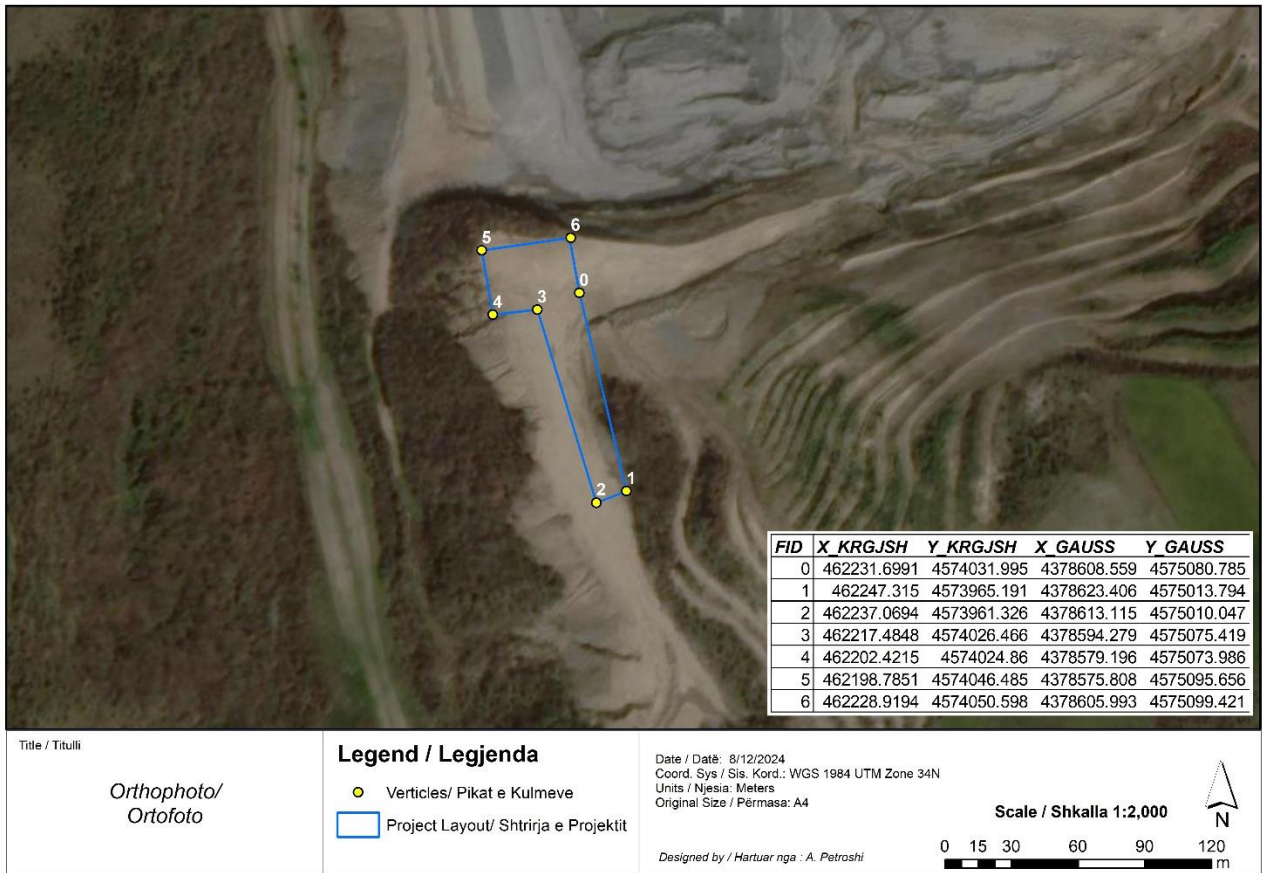 6
5
0
3
4
1
2
FID X_KRGJSH Y_KRGJSH X_GAUSS Y_GAUSS
0 462231.6991 4574031.995 4378608.559 4575080.785
1 462247.315 4573965.191 4378623.406 4575013.794
2 462237.0694 4573961.326 4378613.115 4575010.047
3 462217.4848 4574026.466 4378594.279 4575075.419
4 462202.4215 4574024.86 4378579.196 4575073.986
5 462198.7851 4574046.485 4378575.808 4575095.656
6 462228.9194 4574050.598 4378605.993 4575099.421
Title / Titulli
Orthophoto/
Ortofoto
Legend / Legjenda
Verticles/ Pikat e Kulmeve
Project Layout/ Shtrirja e Projektit
Date / Datë: 8/12/2024
Coord. Sys / Sis. Kord.: WGS 1984 UTM Zone 34N
Units / Njesia: Meters
Original Size / Përmasa: A4
Designed by / Hartuar nga : A. Petroshi
Scale / Shkalla 1:2,000
N
0 15 30 60 90 120
m